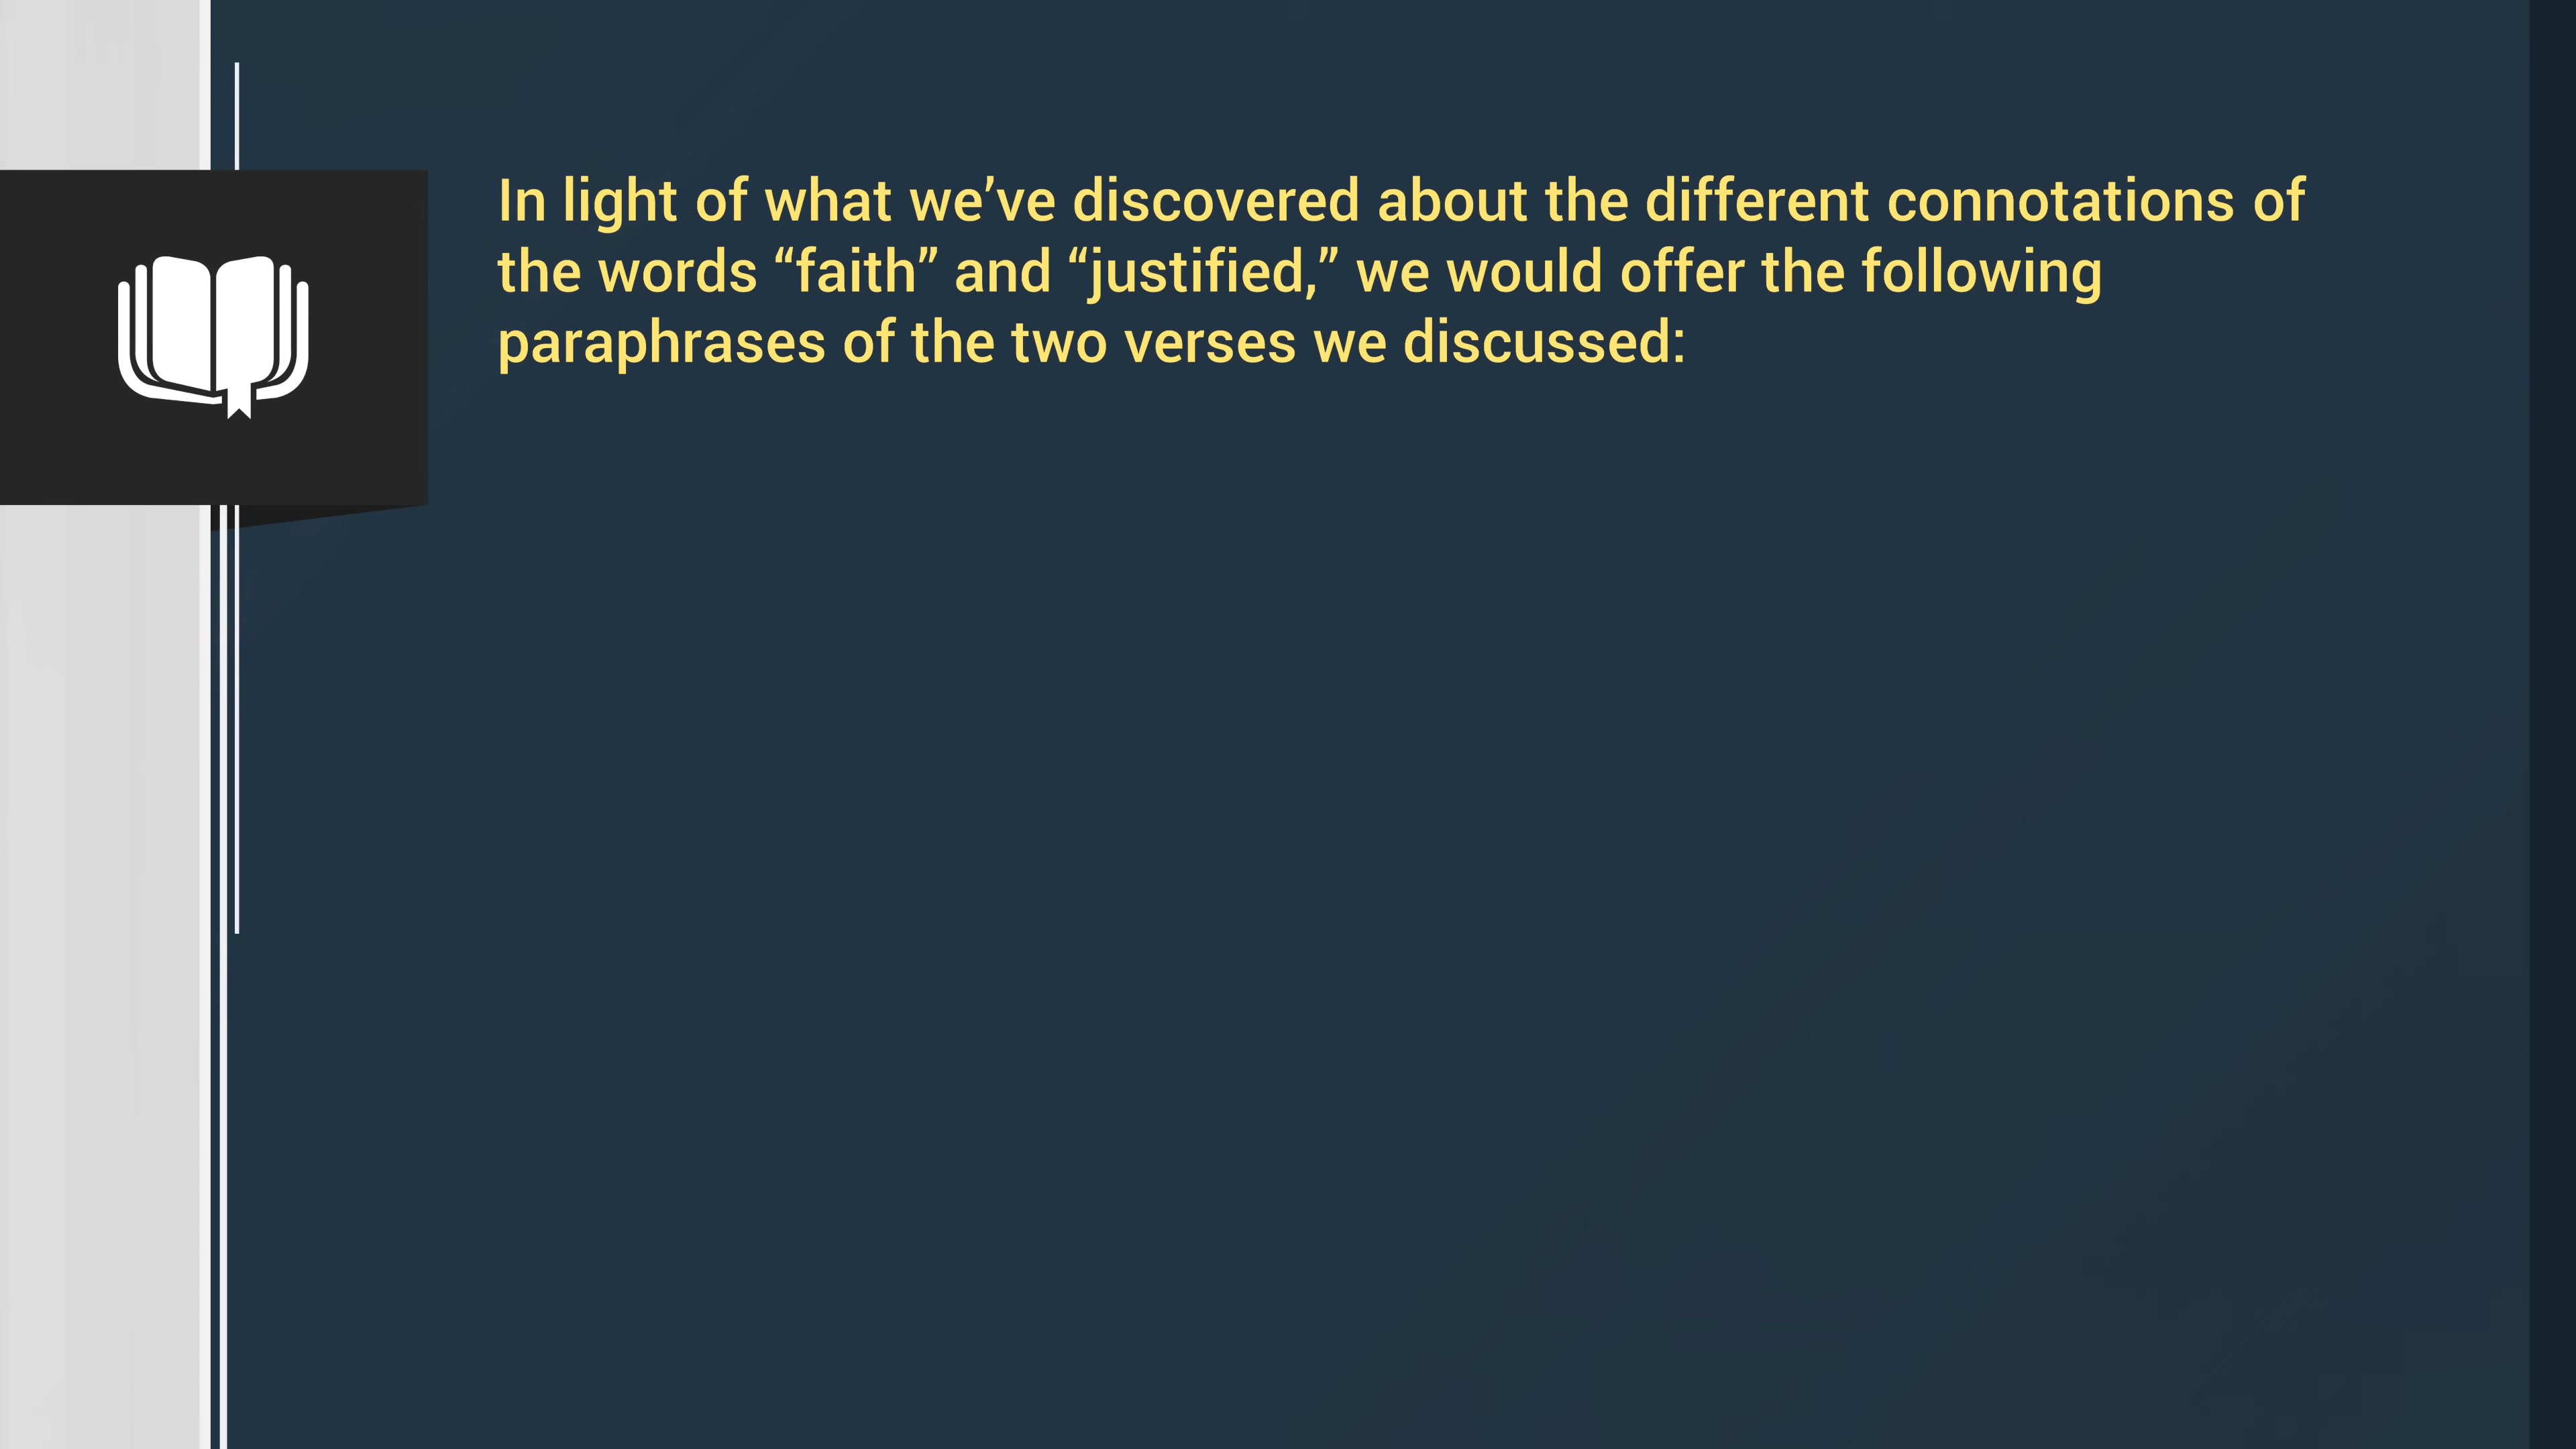 In light of what we’ve discovered about the different connotations of
the words “faith” and “justified,” we would offer the following
paraphrases of the two verses we discussed: